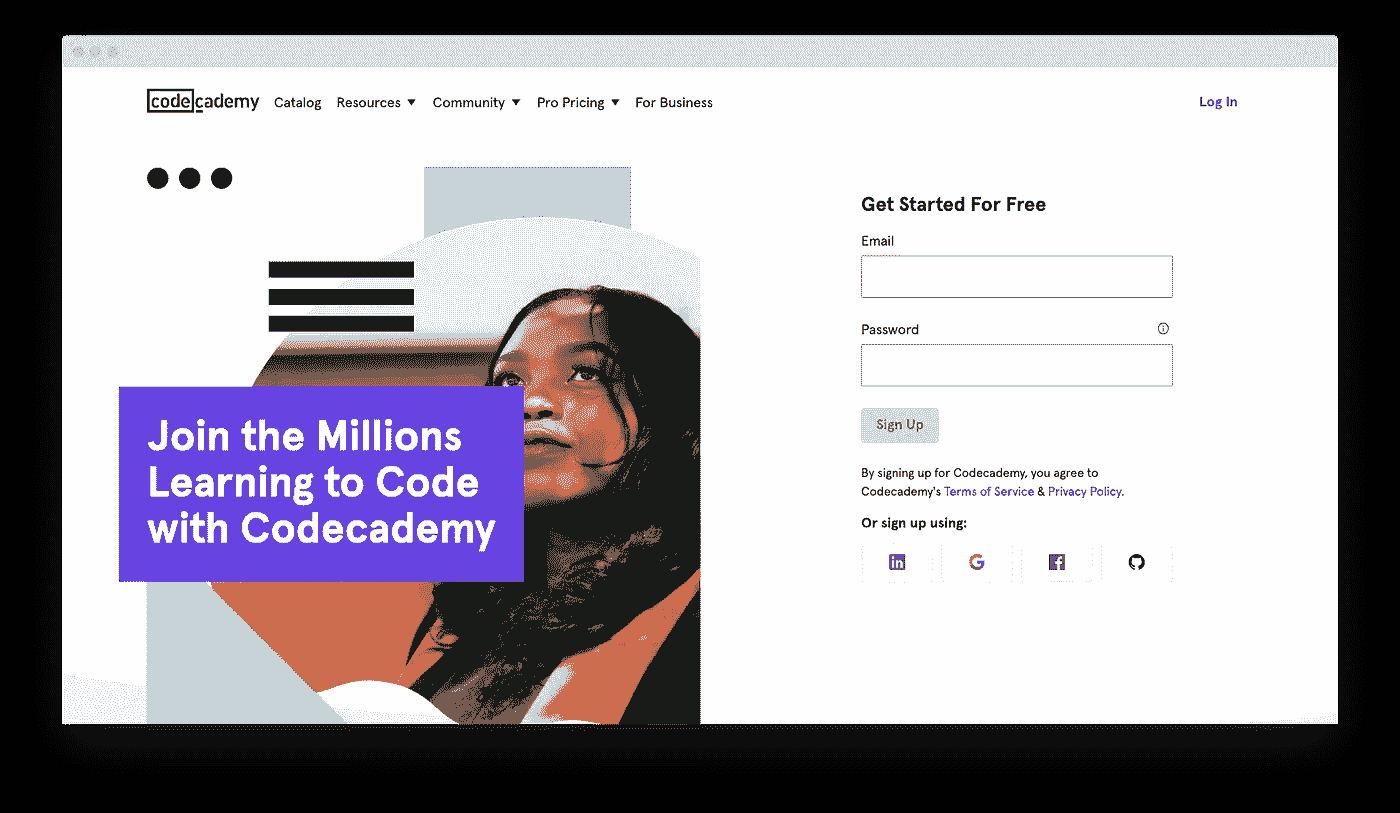 codecademy Catalog Resources Community Pro Pricing For Business Log In
Join the Millions
Learning to Code
with Codecademy
Get Started For Free
Email
Password
Sign Up
By signing up for Codecademy, you agree to
Codecademy's Terms of Service & Privacy Policy.
Or sign up using: